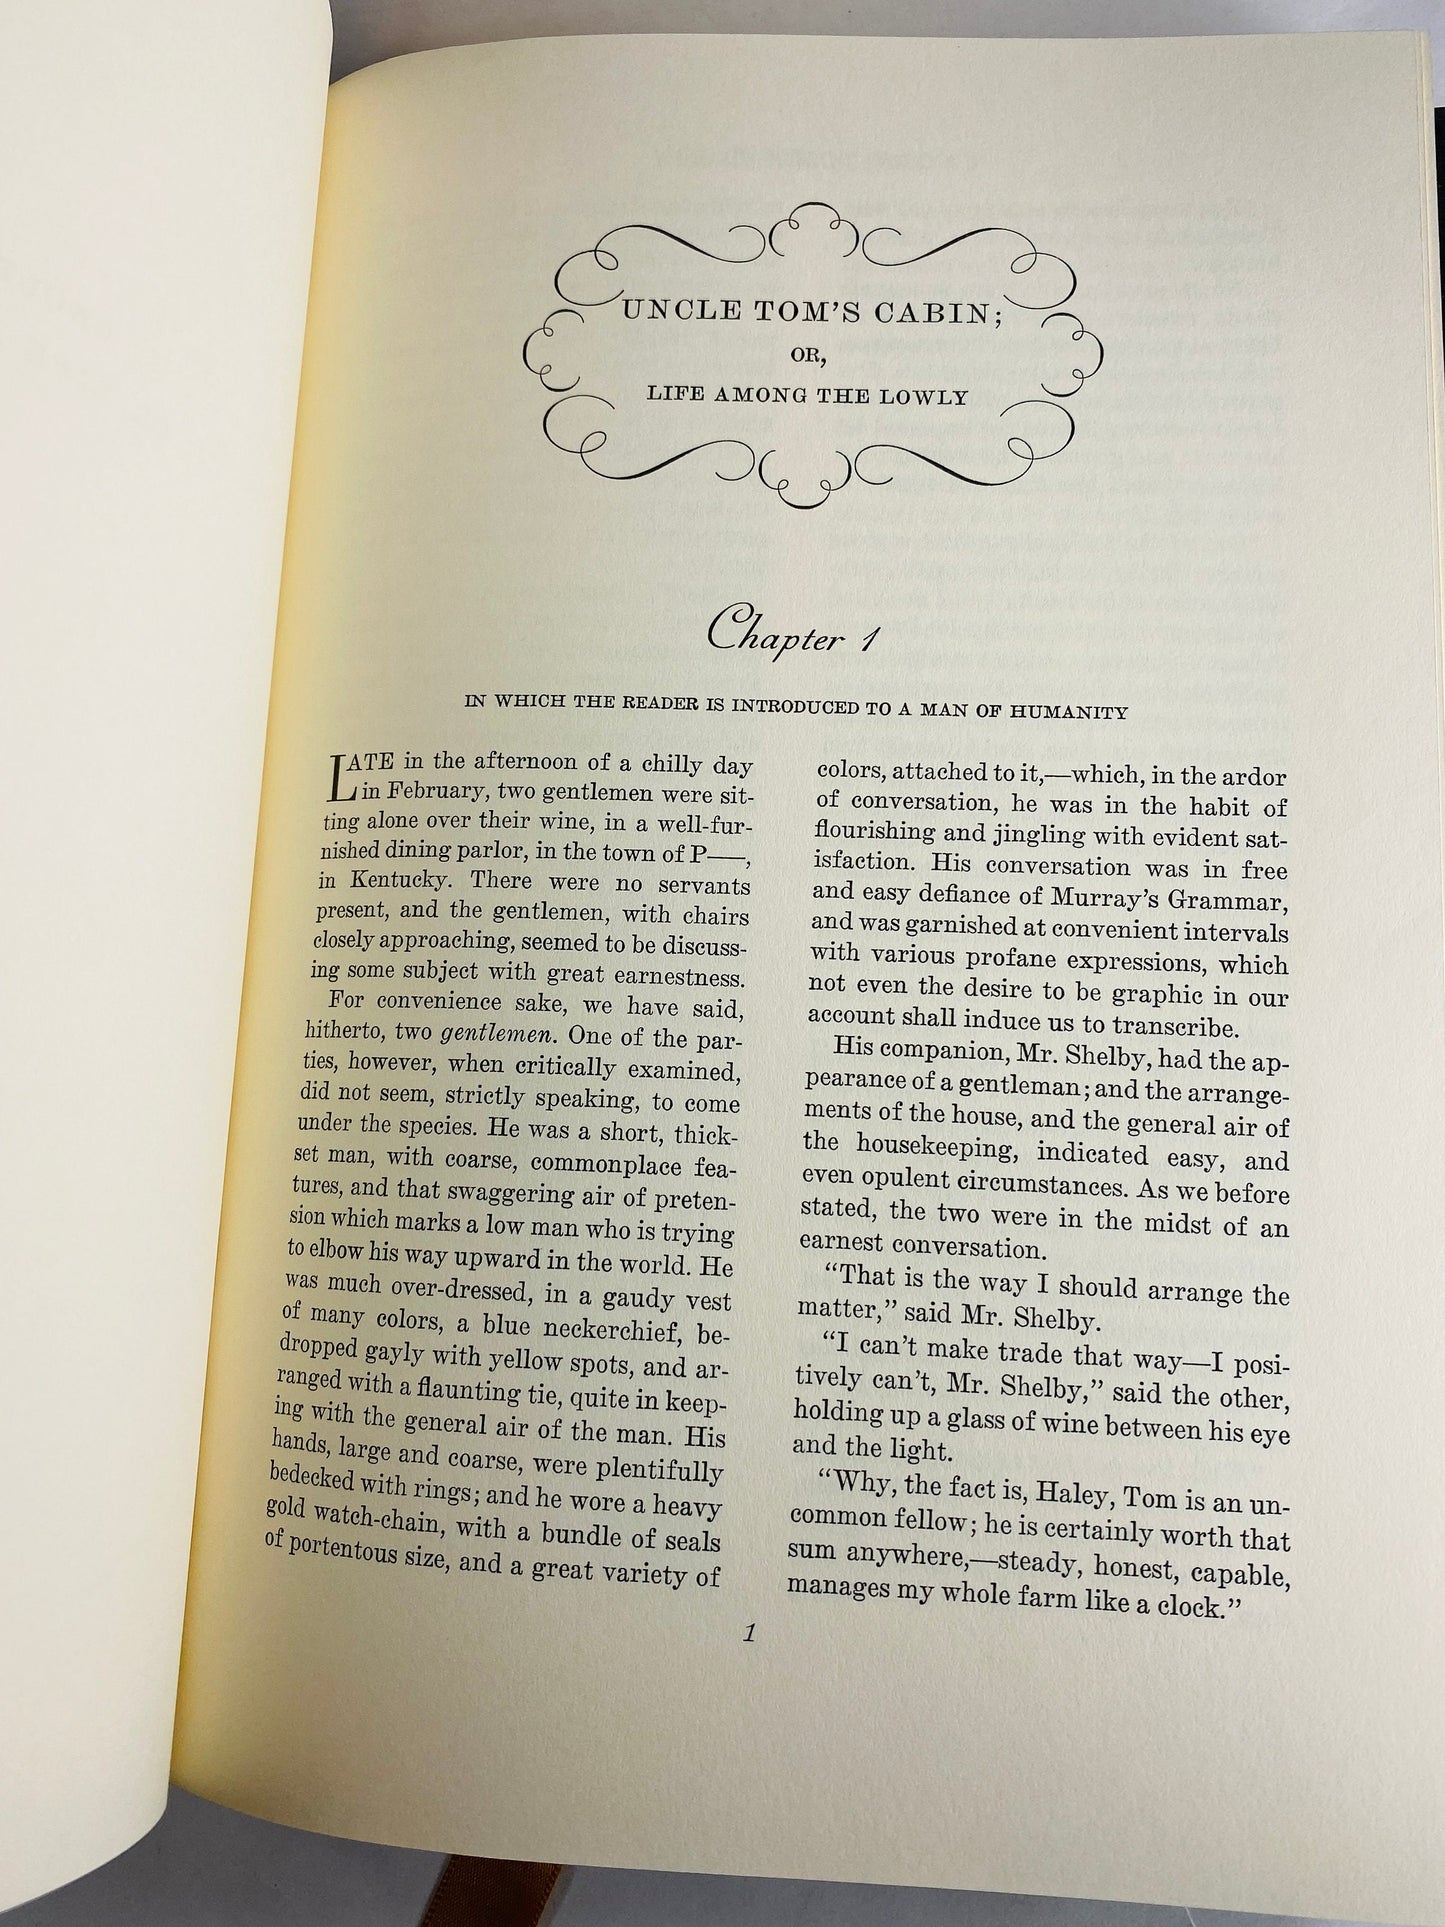 UNCLE TOM'S CABIN;
OR,
LIFE AMONG THE LOWLY
Chapter 1
IN WHICH THE READER IS INTRODUCED TO A MAN OF HUMANITY
LATE in the afternoon of a chilly day
in February, two gentlemen were sit-
ting alone over their wine, in a well-fur-
nished dining parlor, in the town of P——,
in Kentucky. There were no servants
present, and the gentlemen, with chairs
closely approaching, seemed to be discuss-
ing some subject with great earnestness.
For convenience sake, we have said,
hitherto, two gentlemen. One of the par-
ties, however, when critically examined,
did not seem, strictly speaking, to come
under the species. He was a short, thick-
set man, with coarse, commonplace fea-
tures, and that swaggering air of preten-
sion which marks a low man who is trying
to elbow his way upward in the world. He
was much over-dressed, in a gaudy vest
of many colors, a blue neckerchief, be-
dropped gayly with yellow spots, and ar-
ranged with a flaunting tie, quite in keep-
ing with the general air of the man. His
hands, large and coarse, were plentifully
bedecked with rings; and he wore a heavy
gold watch-chain, with a bundle of seals
of portentous size, and a great variety of
colors, attached to it,—which, in the ardor
of conversation, he was in the habit of
flourishing and jingling with evident sat-
isfaction. His conversation was in free
and easy defiance of Murray's Grammar,
and was garnished at convenient intervals
with various profane expressions, which
not even the desire to be graphic in our
account shall induce us to transcribe.
His companion, Mr. Shelby, had the ap-
pearance of a gentleman; and the arrange-
ments of the house, and the general air of
the housekeeping, indicated easy, and
even opulent circumstances. As we before
stated, the two were in the midst of an
earnest conversation.
"That is the way I should arrange the
matter," said Mr. Shelby.
"I can't make trade that way—I posi-
tively can't, Mr. Shelby," said the other,
holding up a glass of wine between his eye
and the light.
"Why, the fact is, Haley, Tom is an un-
common fellow; he is certainly worth that
sum anywhere,—steady, honest, capable,
manages my whole farm like a clock."
1